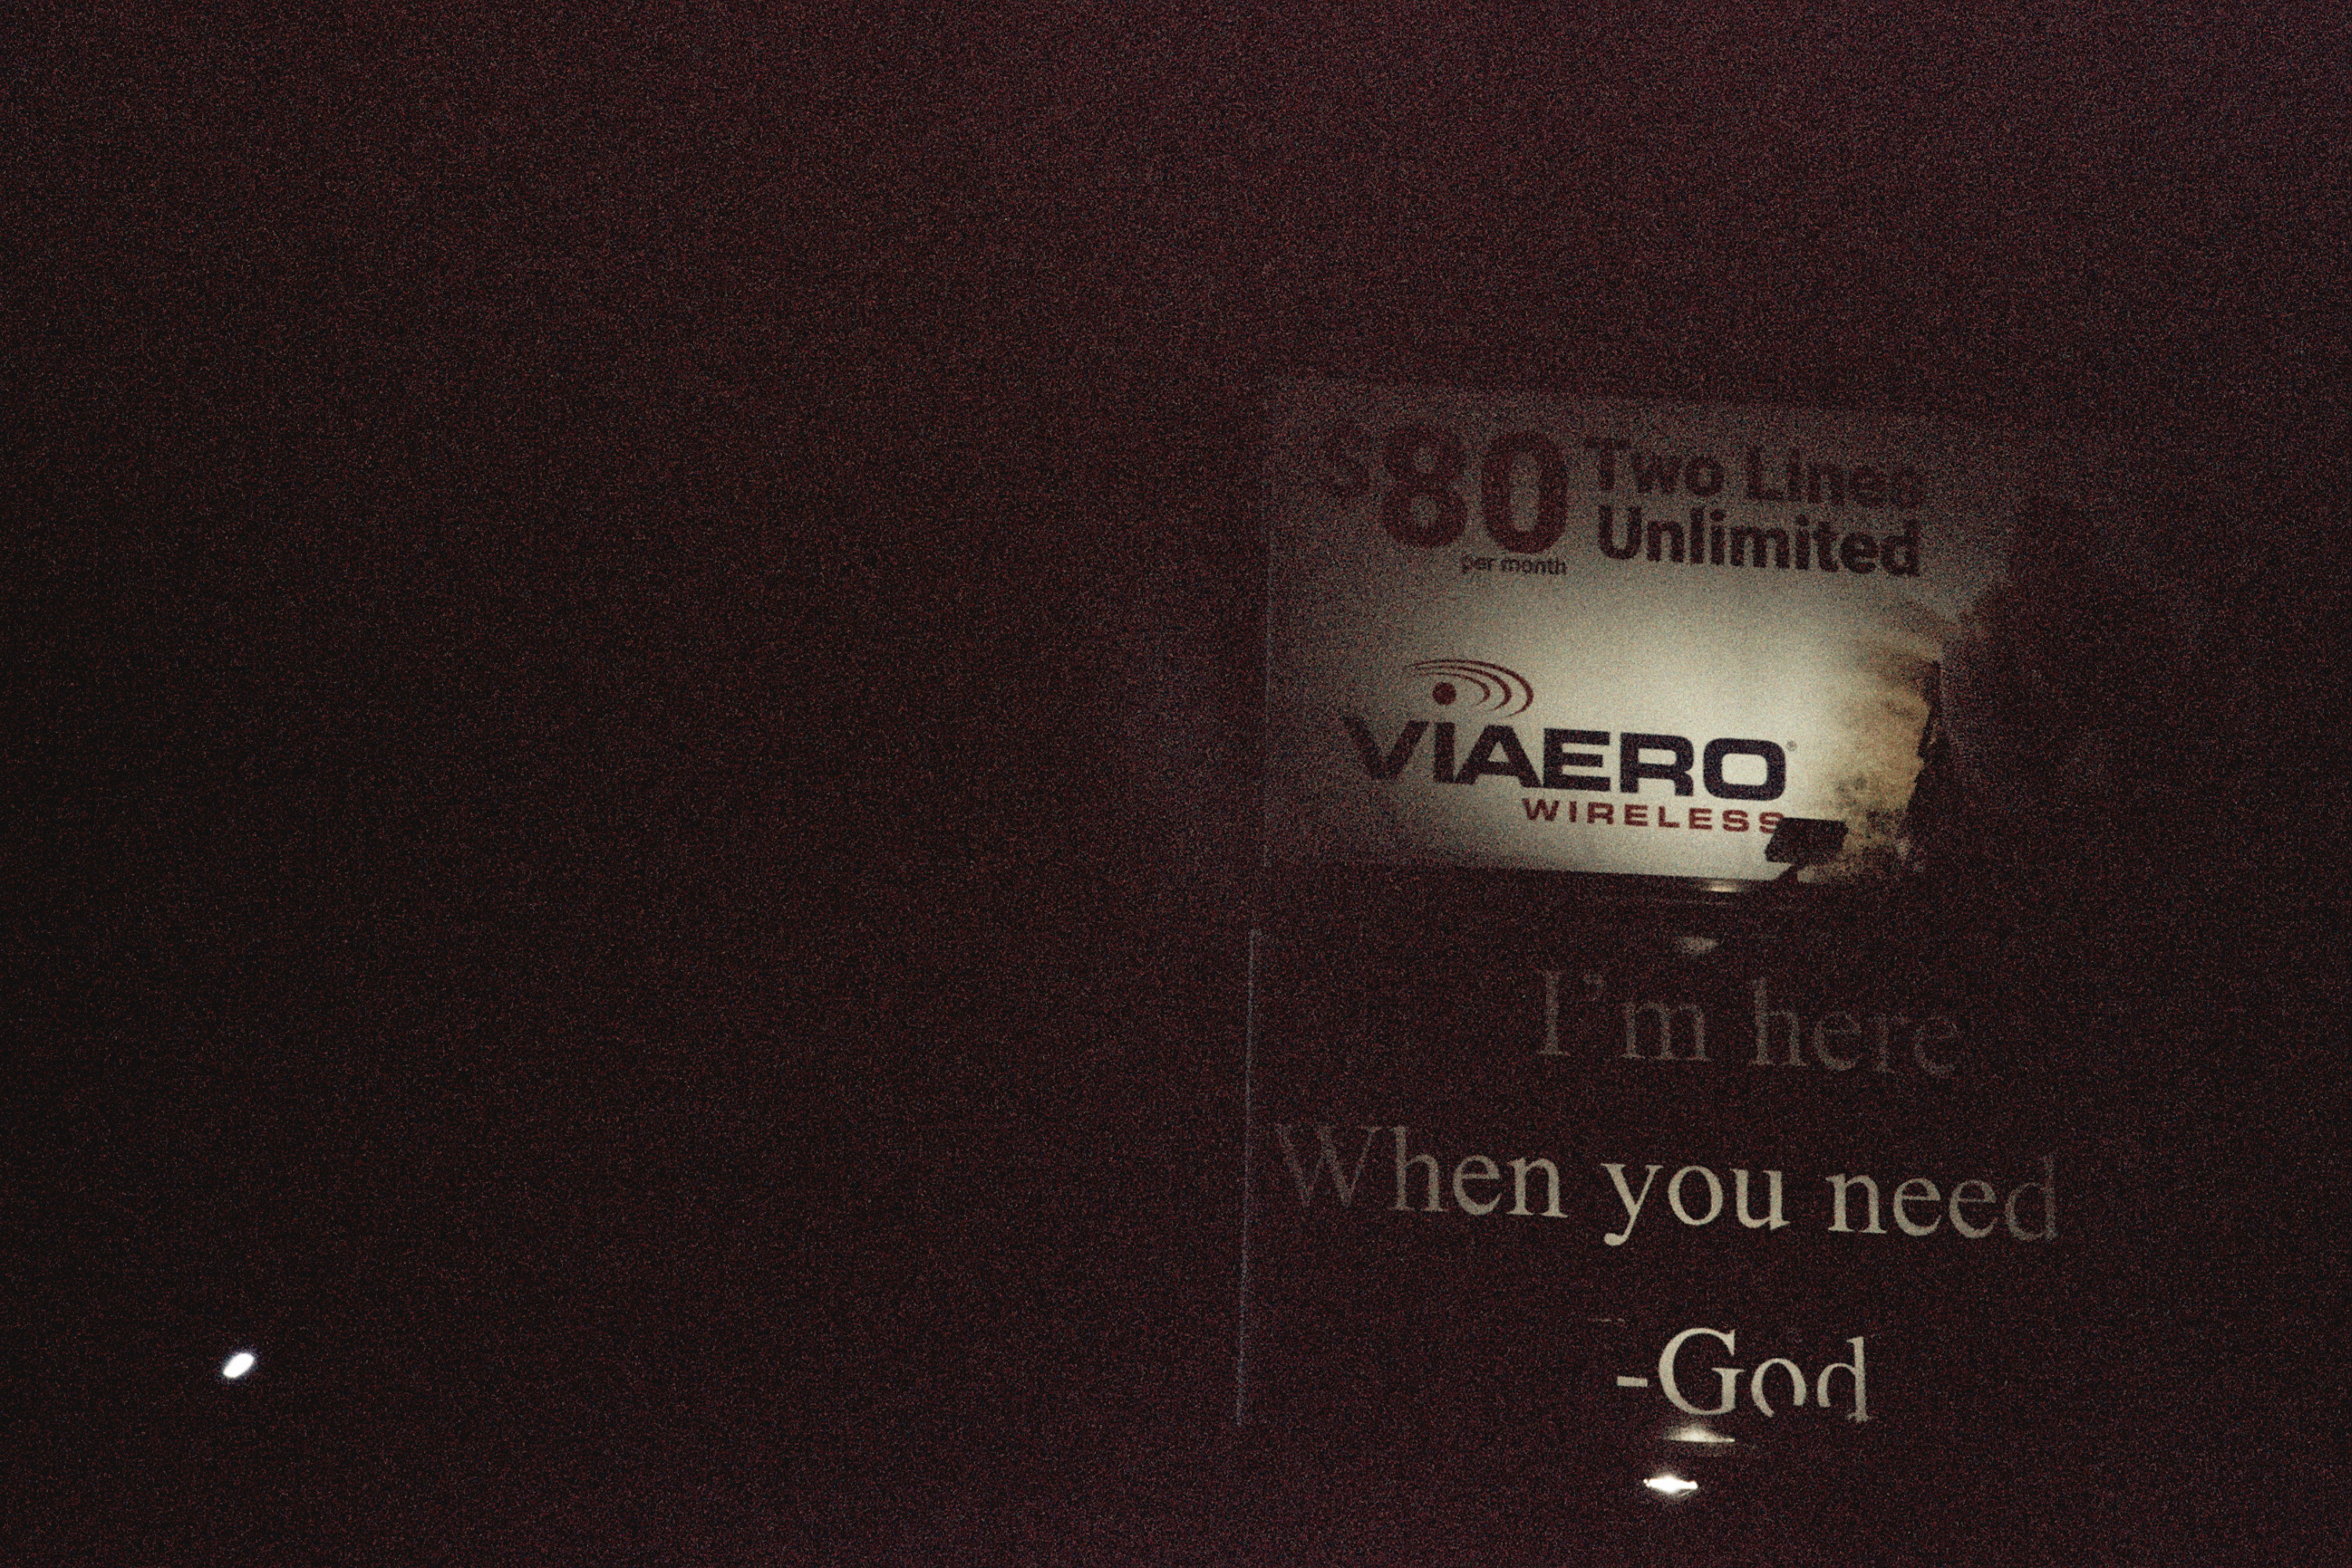 $80 Two Lines
Unlimited
per month
VIAERO®
WIRELESS
I'm here
When you need
-God